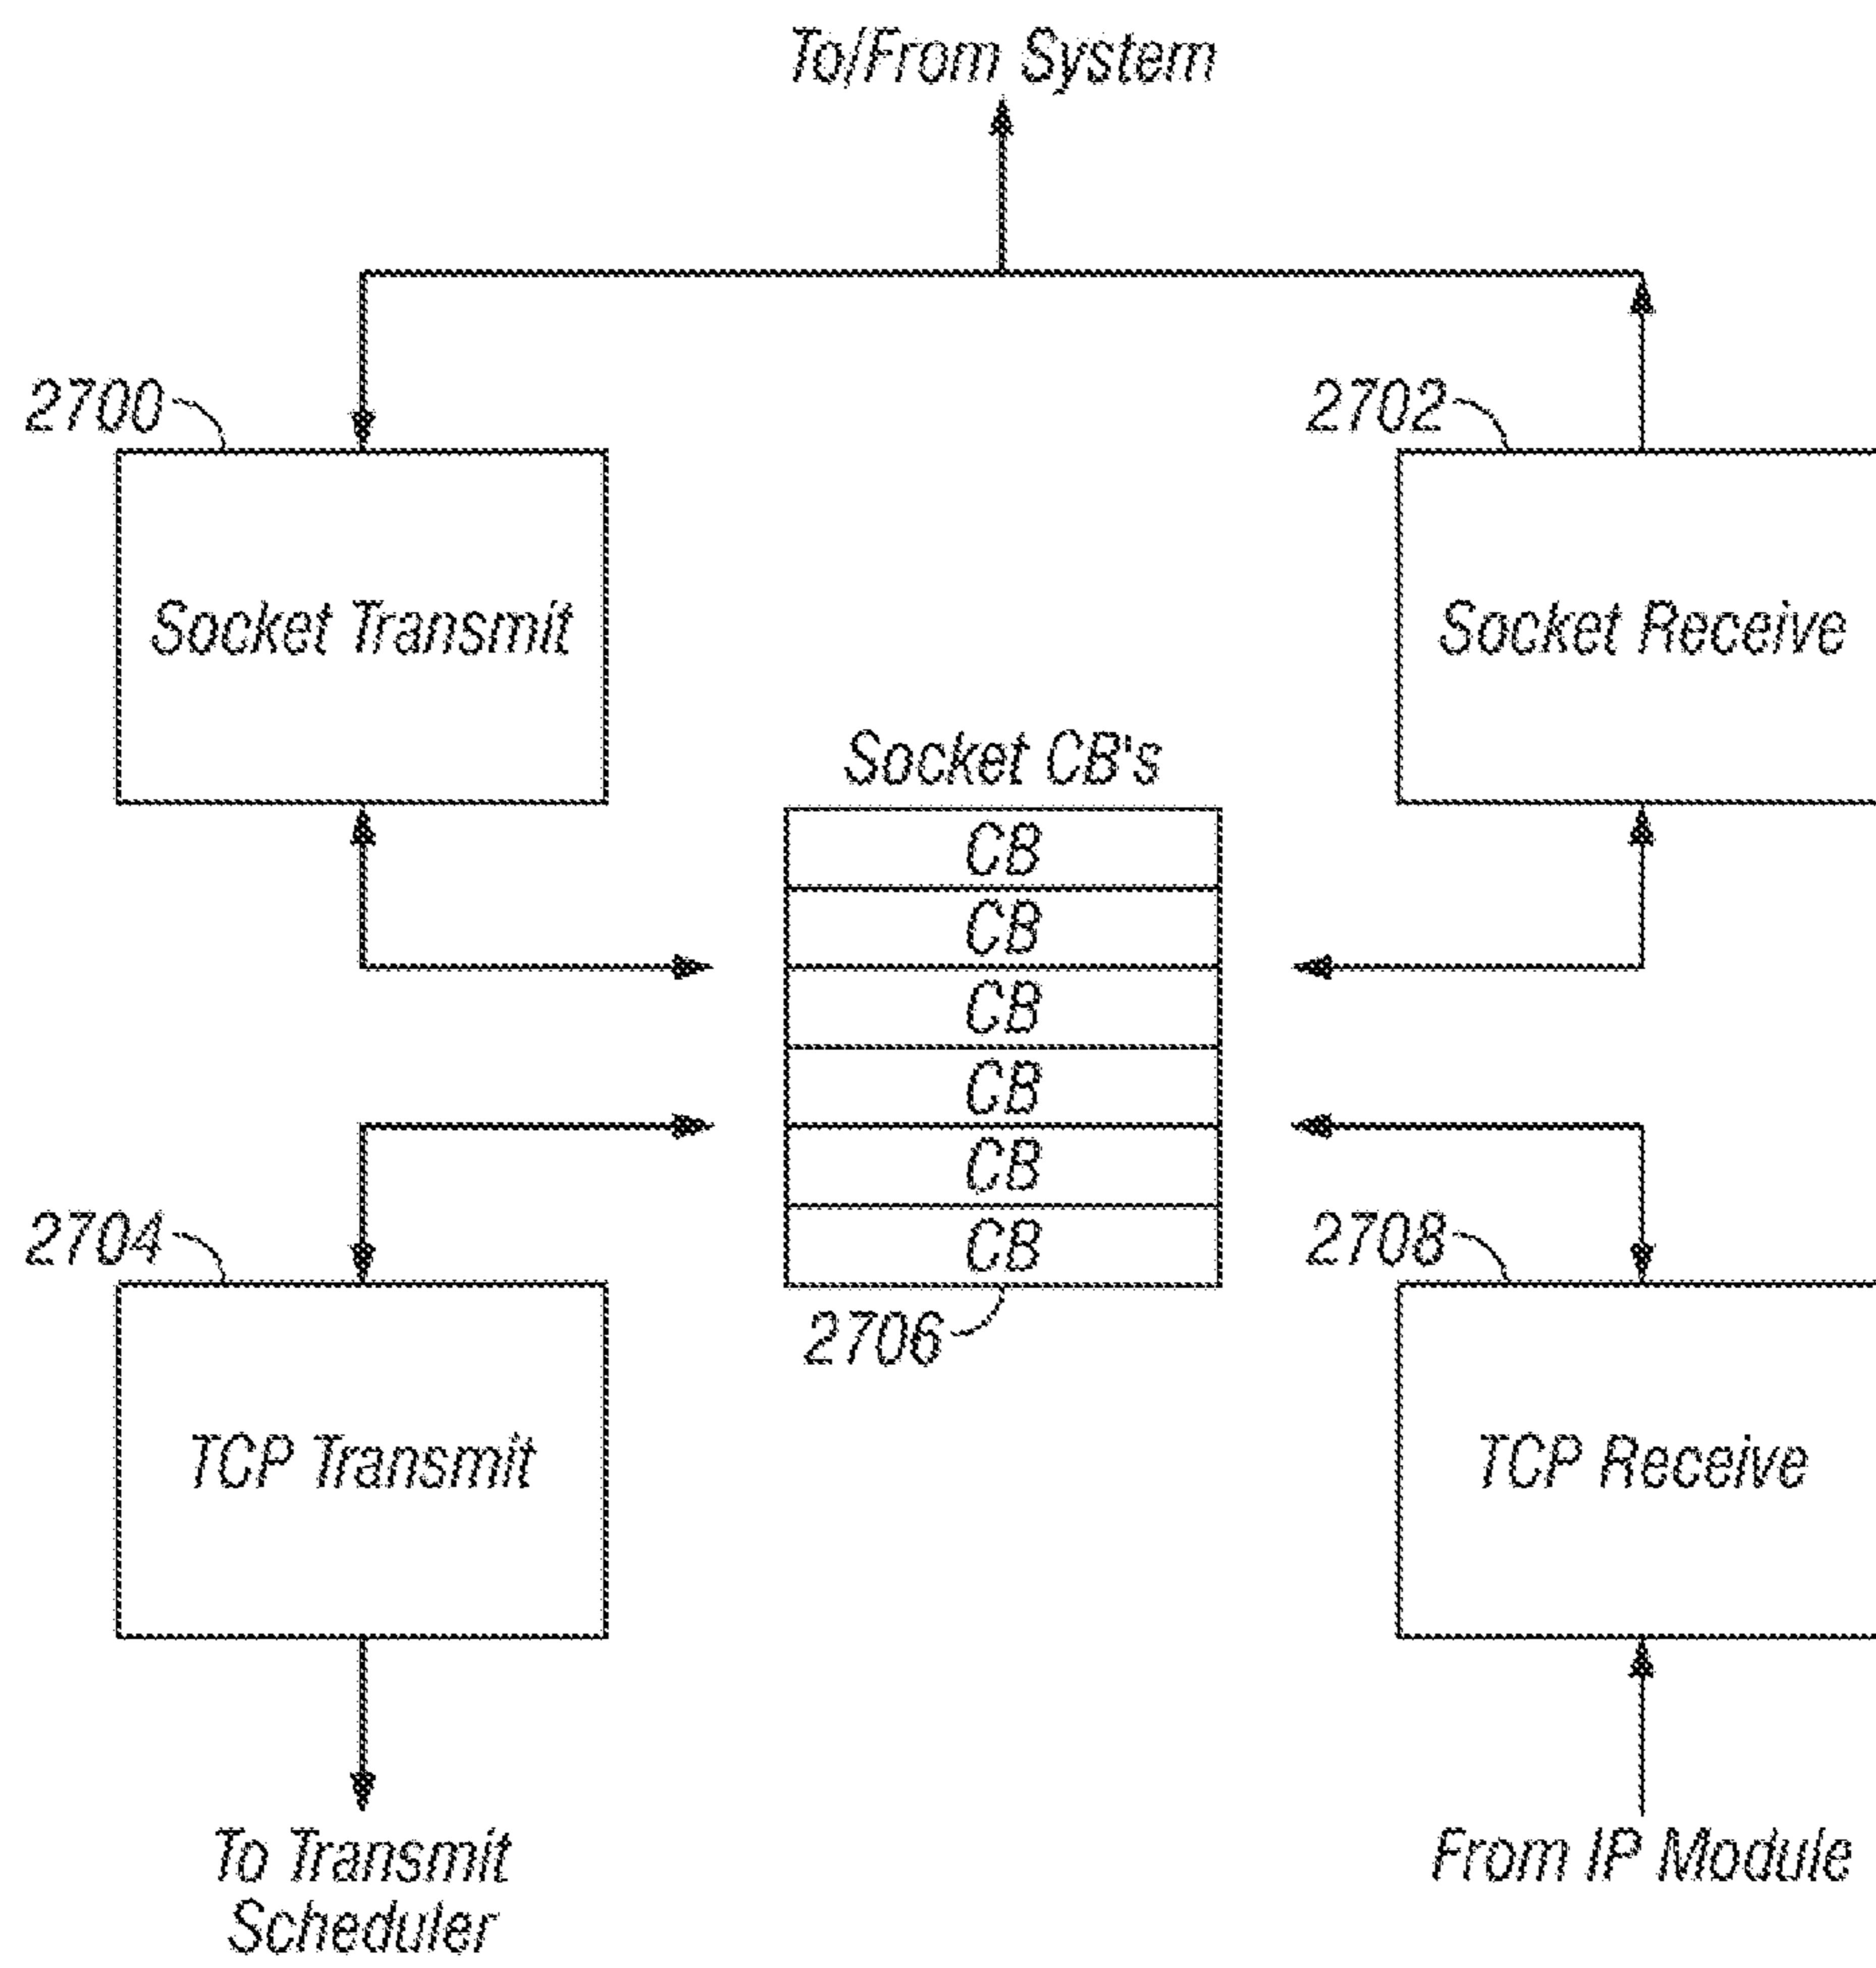 To/From System
2700
2702
Socket Transmit
Socket Receive
Socket CB's
CB
CB
CB
CB
CB
CB
2704
2708
2706
TCP Transmit
TCP Receive
To Transmit
Scheduler
From IP Module